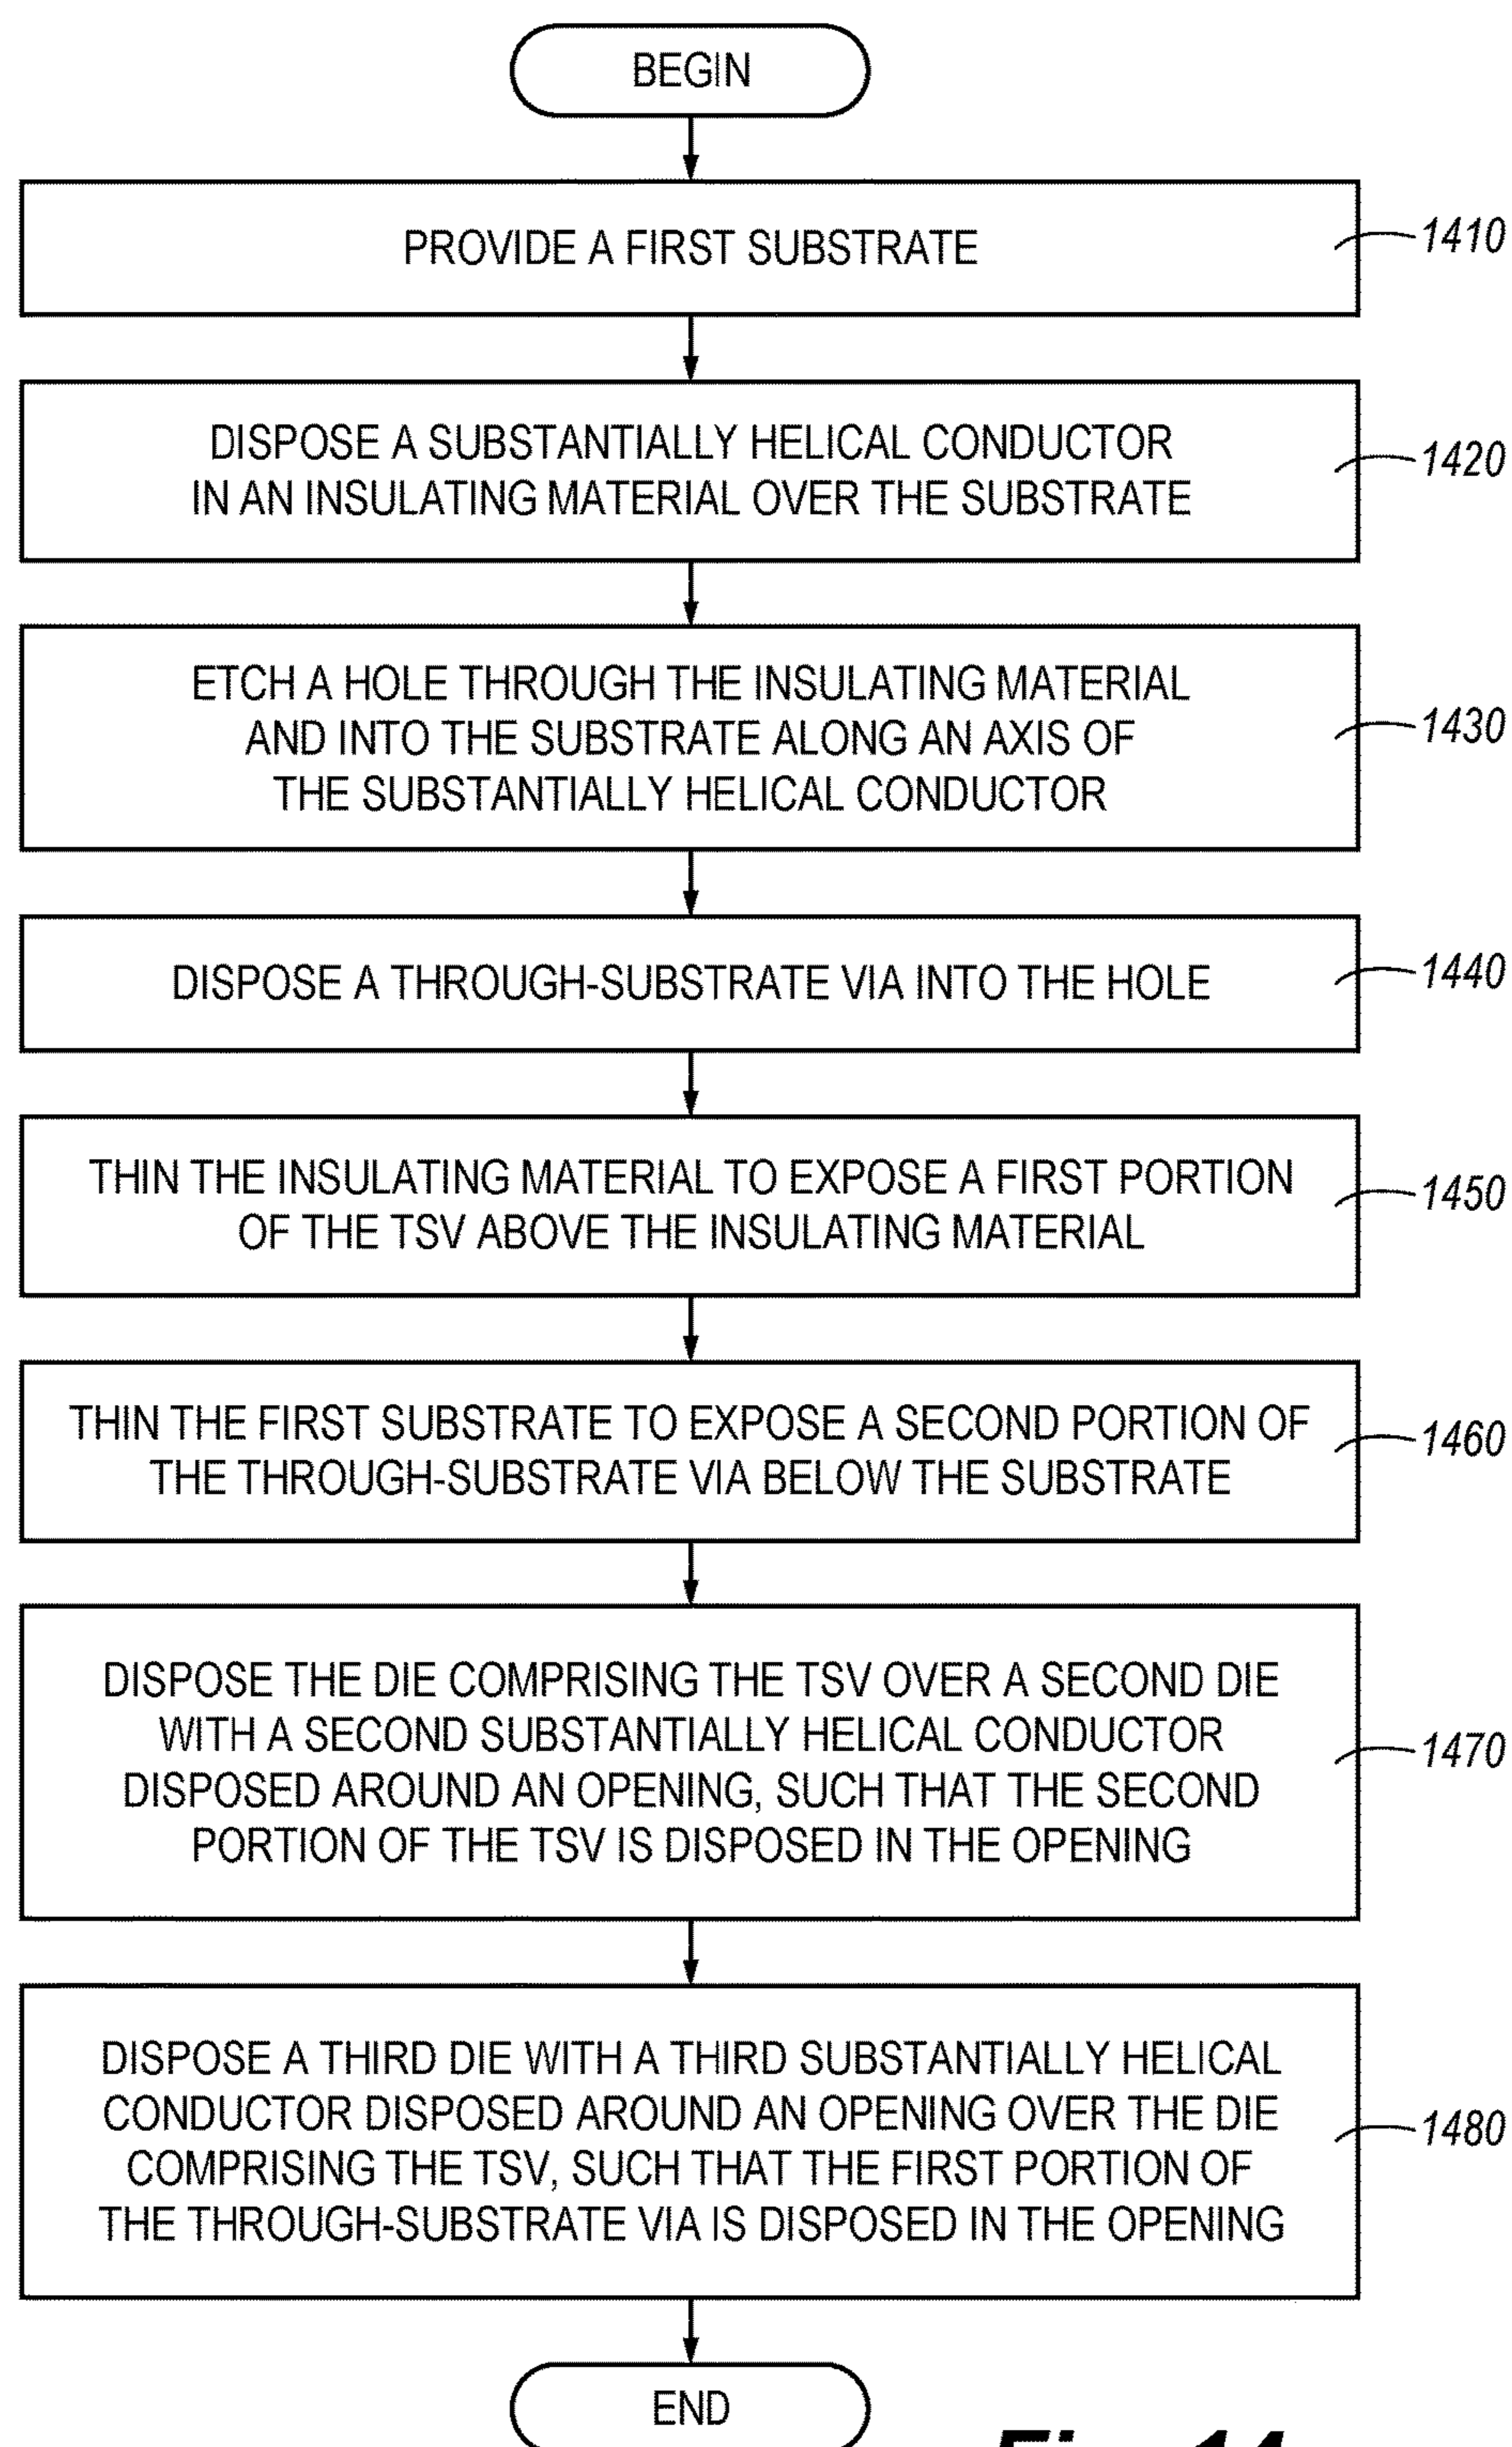 BEGIN
PROVIDE A FIRST SUBSTRATE
1410
DISPOSE A SUBSTANTIALLY HELICAL CONDUCTOR
IN AN INSULATING MATERIAL OVER THE SUBSTRATE
1420
ETCH A HOLE THROUGH THE INSULATING MATERIAL
AND INTO THE SUBSTRATE ALONG AN AXIS OF
THE SUBSTANTIALLY HELICAL CONDUCTOR
1430
DISPOSE A THROUGH-SUBSTRATE VIA INTO THE HOLE
1440
THIN THE INSULATING MATERIAL TO EXPOSE A FIRST PORTION
OF THE TSV ABOVE THE INSULATING MATERIAL
1450
THIN THE FIRST SUBSTRATE TO EXPOSE A SECOND PORTION OF
THE THROUGH-SUBSTRATE VIA BELOW THE SUBSTRATE
1460
DISPOSE THE DIE COMPRISING THE TSV OVER A SECOND DIE
WITH A SECOND SUBSTANTIALLY HELICAL CONDUCTOR
DISPOSED AROUND AN OPENING, SUCH THAT THE SECOND
PORTION OF THE TSV IS DISPOSED IN THE OPENING
1470
DISPOSE A THIRD DIE WITH A THIRD SUBSTANTIALLY HELICAL
CONDUCTOR DISPOSED AROUND AN OPENING OVER THE DIE
COMPRISING THE TSV, SUCH THAT THE FIRST PORTION OF
THE THROUGH-SUBSTRATE VIA IS DISPOSED IN THE OPENING
1480
END